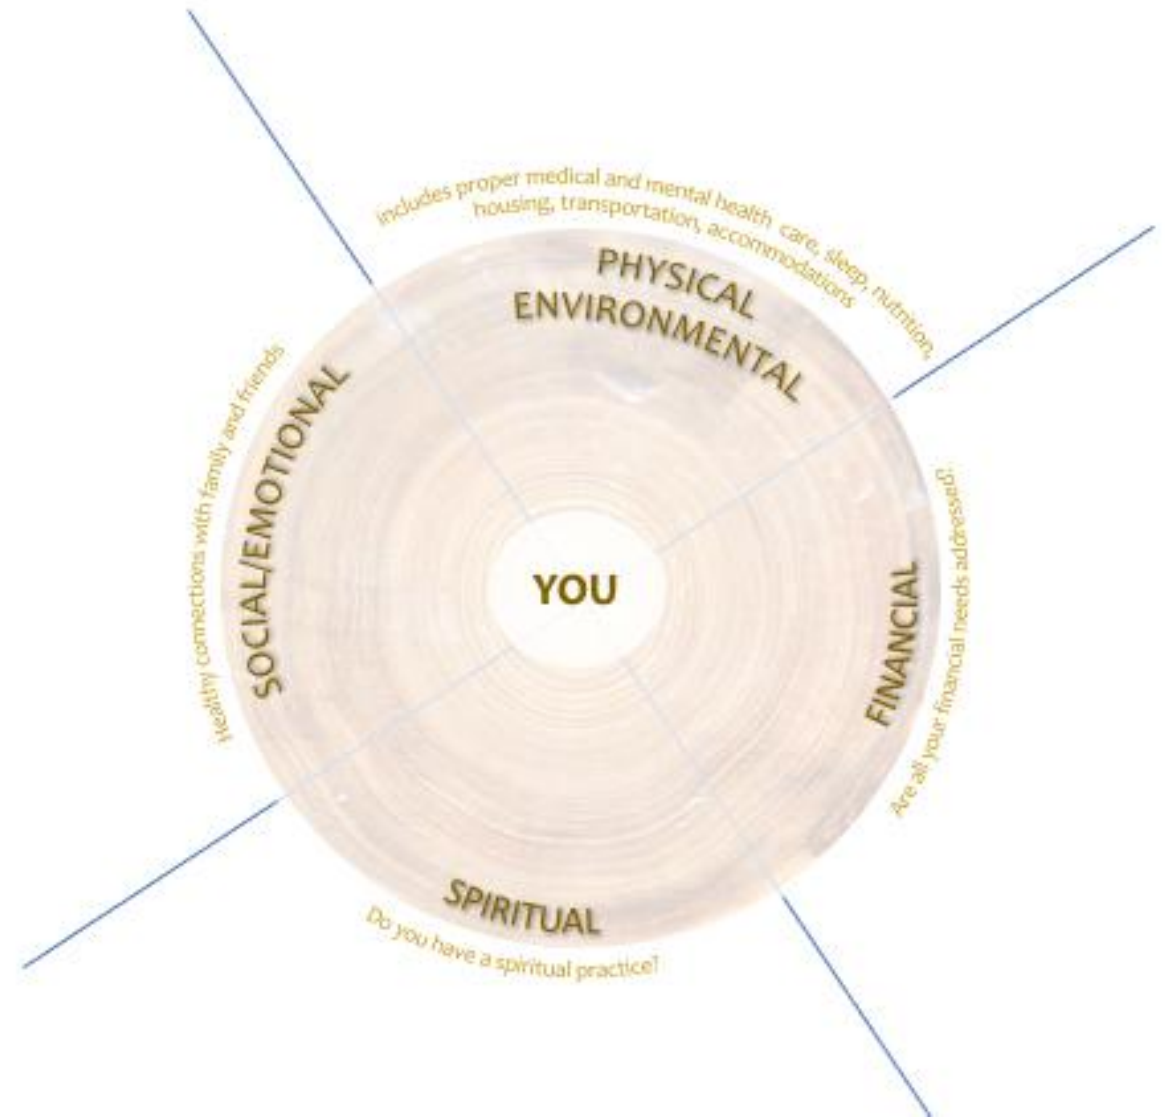 includes proper medical and mental health care, sleep, nutrition,
housing, transportation, accommodations
PHYSICAL
ENVIRONMENTAL
Healthy connections with family and friends
SOCIAL/EMOTIONAL
YOU
FINANCIAL
Are all your financial needs addressed?
SPIRITUAL
Do you have a spiritual practice?